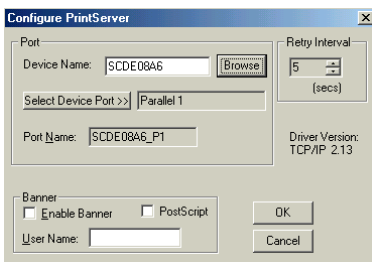 Configure PrintServer
Port
Device Name: SCDE08A6 Browse
Select Device Port >> Parallel 1
Port Name: SCDE08A6_P1
Retry Interval
5
(secs)
Driver Version:
TCP/IP 2.13
Banner
Enable Banner PostScript
User Name:
OK
Cancel